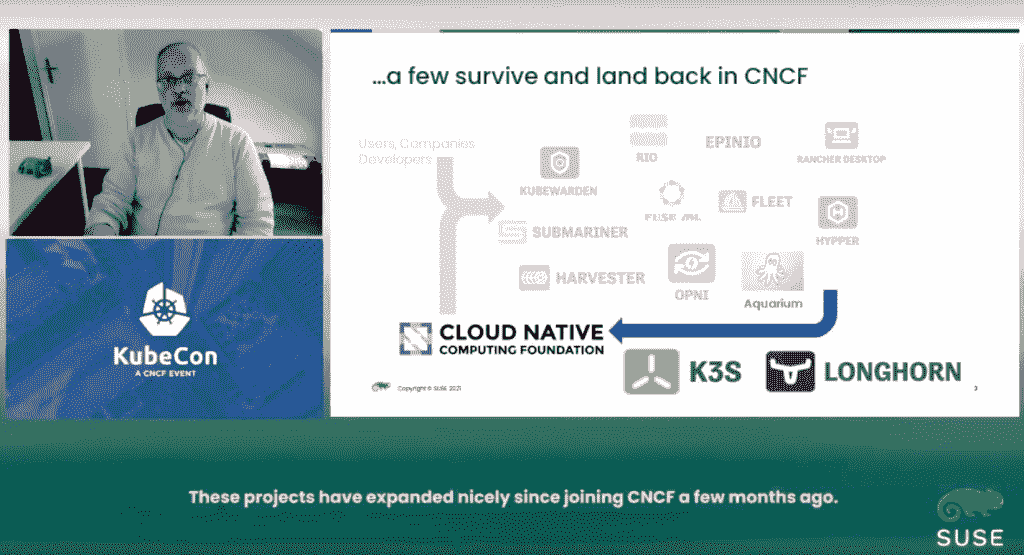 ...a few survive and land back in CNCF
Users, Companies
Developers
RIO
EPINIO
RANCHER DESKTOP
KUBEWARDEN
FLEET
SUBMARINER
HYPPER
HARVESTER
OPNI
Aquarium
CLOUD NATIVE
COMPUTING FOUNDATION
K3S
LONGHORN
Copyright © SUSE 2021
3
KubeCon
A CNCF EVENT
These projects have expanded nicely since joining CNCF a few months ago.
SUSE